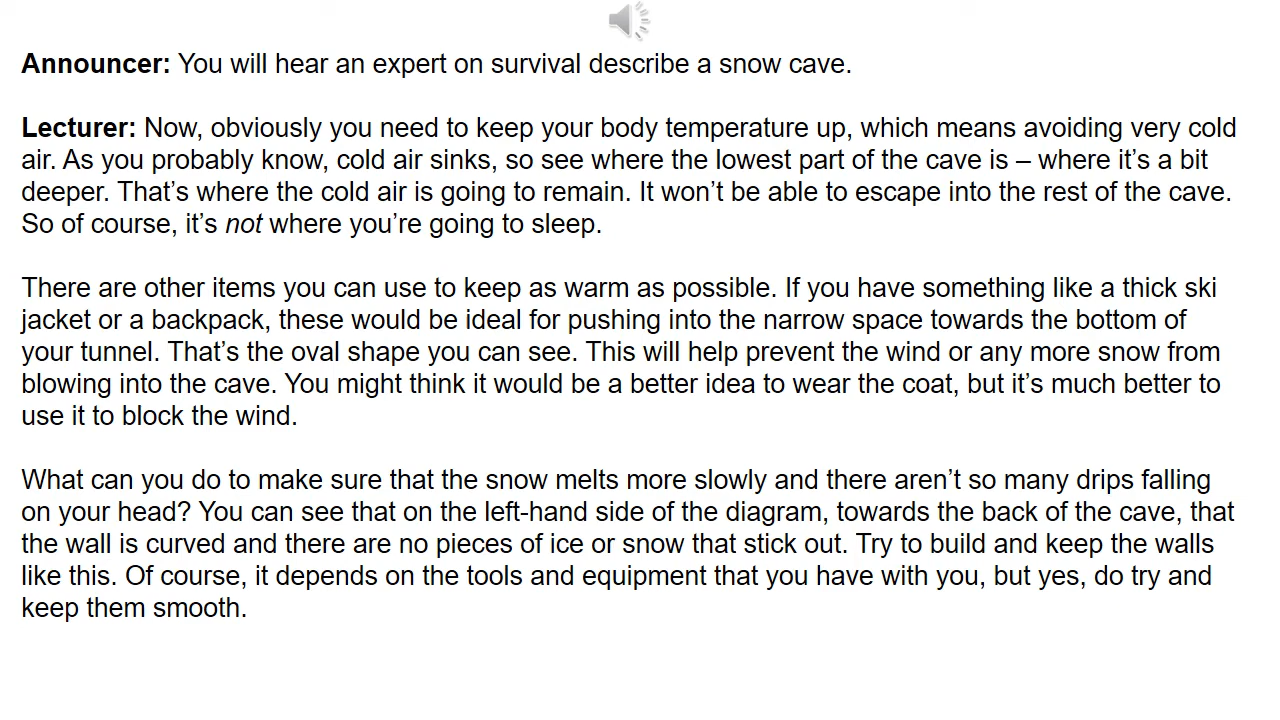 Announcer: You will hear an expert on survival describe a snow cave.
Lecturer: Now, obviously you need to keep your body temperature up, which means avoiding very cold
air. As you probably know, cold air sinks, so see where the lowest part of the cave is – where it’s a bit
deeper. That’s where the cold air is going to remain. It won’t be able to escape into the rest of the cave.
So of course, it’s not where you’re going to sleep.
There are other items you can use to keep as warm as possible. If you have something like a thick ski
jacket or a backpack, these would be ideal for pushing into the narrow space towards the bottom of
your tunnel. That’s the oval shape you can see. This will help prevent the wind or any more snow from
blowing into the cave. You might think it would be a better idea to wear the coat, but it’s much better to
use it to block the wind.
What can you do to make sure that the snow melts more slowly and there aren’t so many drips falling
on your head? You can see that on the left-hand side of the diagram, towards the back of the cave, that
the wall is curved and there are no pieces of ice or snow that stick out. Try to build and keep the walls
like this. Of course, it depends on the tools and equipment that you have with you, but yes, do try and
keep them smooth.